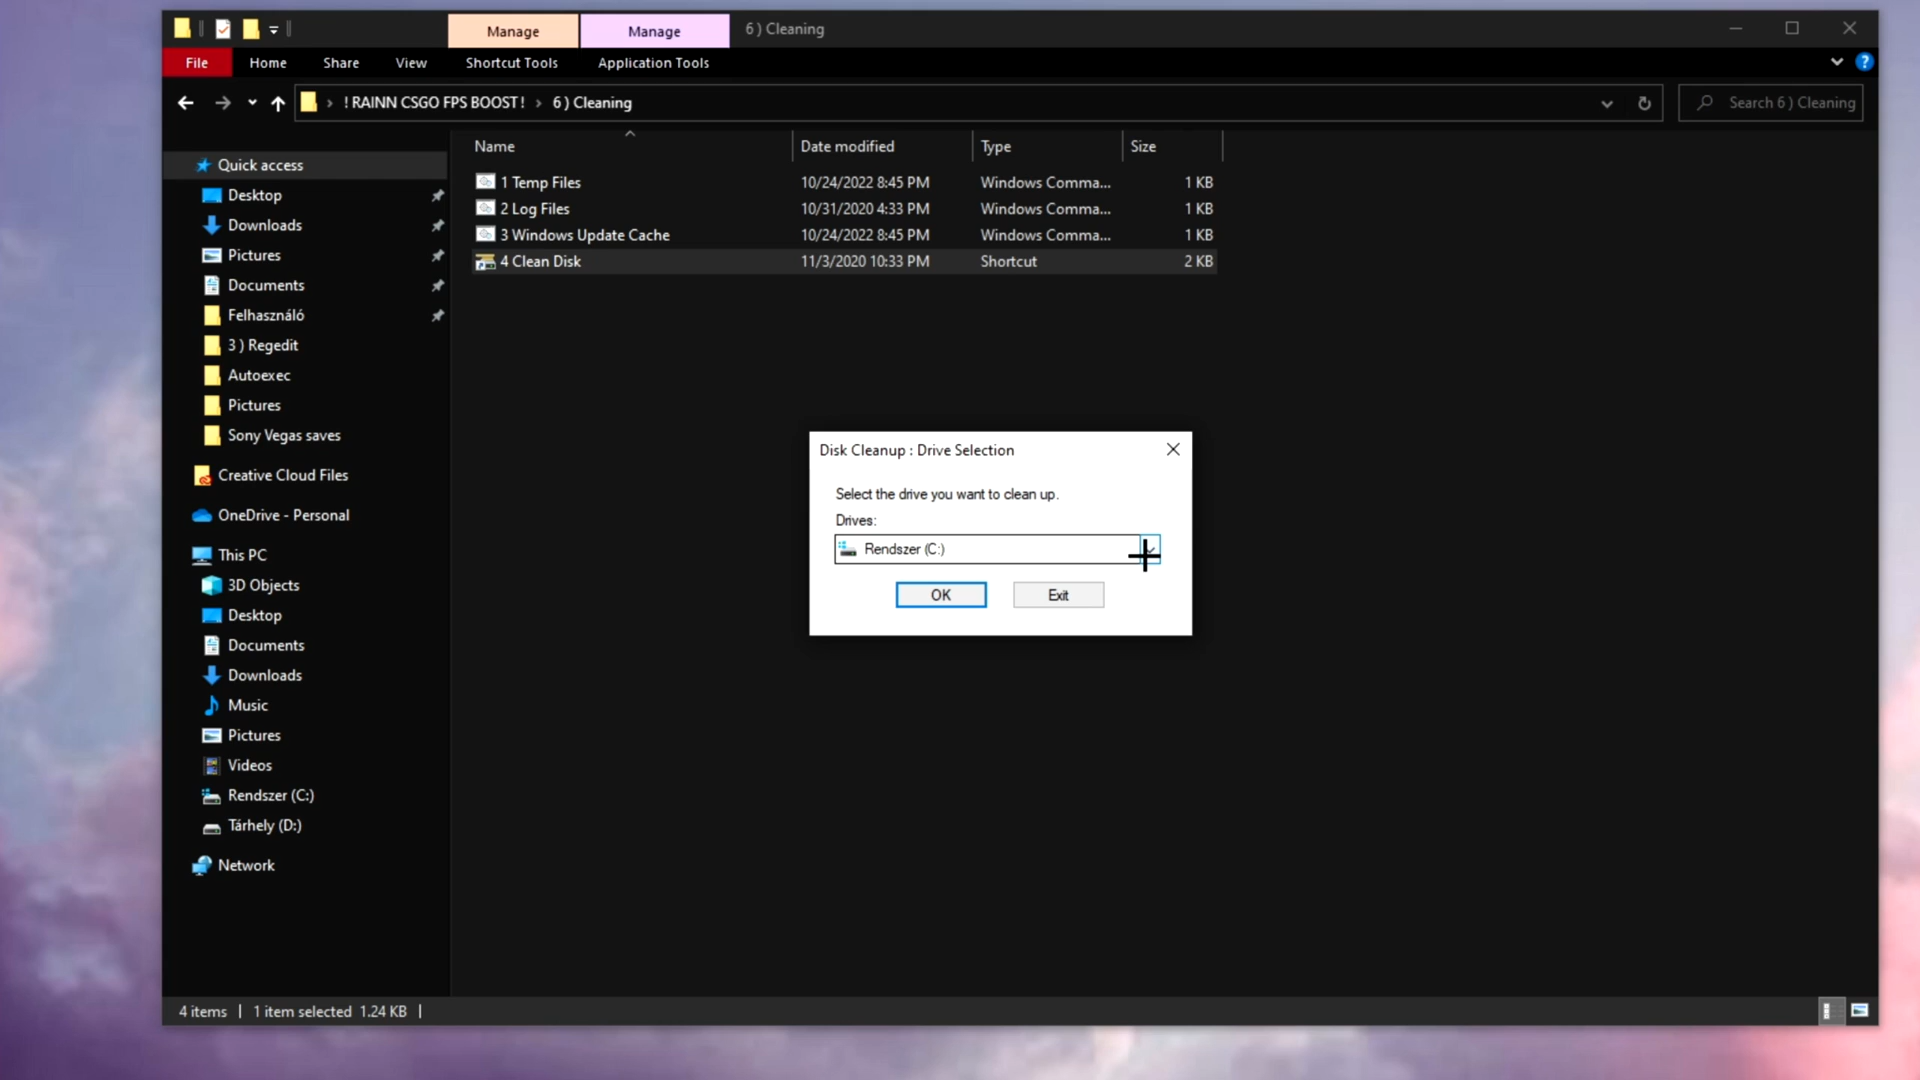 Manage
Manage
6 ) Cleaning
File
Home
Share
View
Shortcut Tools
Application Tools
! RAINN CSGO FPS BOOST ! › 6 ) Cleaning
Search 6 ) Cleaning
Name
Date modified
Type
Size
1 Temp Files 10/24/2022 8:45 PM Windows Comma... 1 KB
2 Log Files 10/31/2020 4:33 PM Windows Comma... 1 KB
3 Windows Update Cache 10/24/2022 8:45 PM Windows Comma... 1 KB
4 Clean Disk 11/3/2020 10:33 PM Shortcut 2 KB
Quick access
Desktop
Downloads
Pictures
Documents
Felhasználó
3 ) Regedit
Autoexec
Pictures
Sony Vegas saves
Creative Cloud Files
OneDrive - Personal
This PC
3D Objects
Desktop
Documents
Downloads
Music
Pictures
Videos
Rendszer (C:)
Tárhely (D:)
Network
Disk Cleanup : Drive Selection
Select the drive you want to clean up.
Drives:
Rendszer (C:)
OK
Exit
4 items
1 item selected 1.24 KB